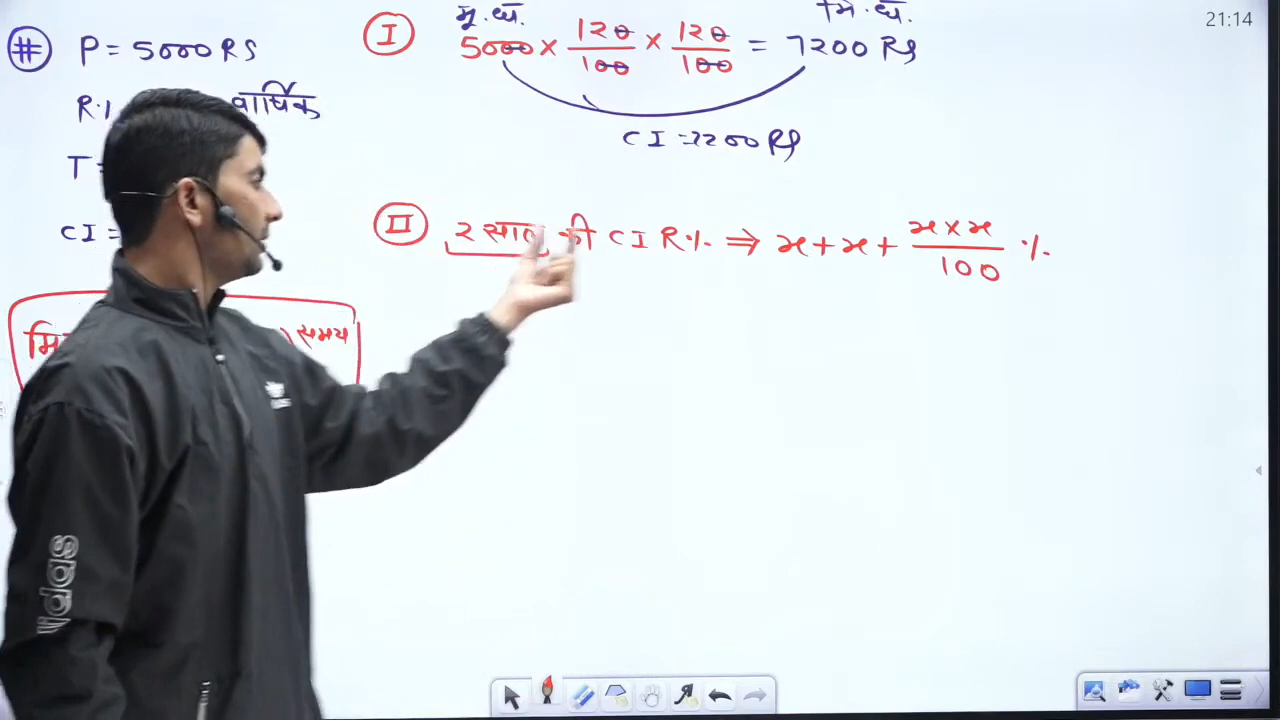 21:14
# P = 5000 RS
R.% वार्षिक
T =
CI =
मि समय
I मू.ध. मि.ध.
5000 × 120/100 × 120/100 = 7200 RS
CI = 2200 RS
II 2 साल की CI R% ⇒ x + x + x×x/100 %
adidas